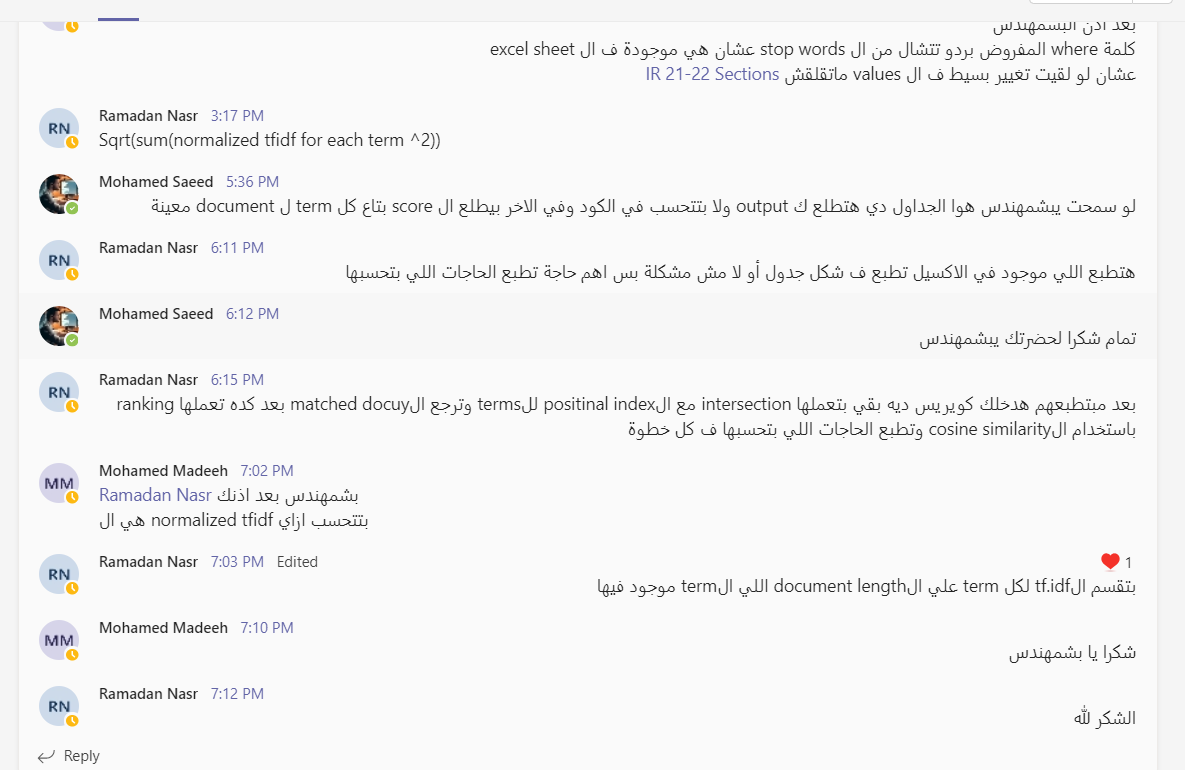 بعد اذن البشمهندس
كلمة where المفروض بردو تتشال من ال stop words عشان هي موجودة ف ال excel sheet
عشان لو لقيت تغيير بسيط ف ال values ماتقلقش IR 21-22 Sections
RN
Ramadan Nasr 3:17 PM
Sqrt(sum(normalized tfidf for each term ^2))
Mohamed Saeed 5:36 PM
لو سمحت يبشمهندس هوا الجداول دي هتطلع ك output ولا بتتحسب في الكود وفي الاخر بيطلع ال score بتاع كل term ل document معينة
RN
Ramadan Nasr 6:11 PM
هتطبع اللي موجود في الاكسيل تطبع ف شكل جدول أو لا مش مشكلة بس اهم حاجة تطبع الحاجات اللي بتحسبها
Mohamed Saeed 6:12 PM
تمام شكرا لحضرتك يبشمهندس
RN
Ramadan Nasr 6:15 PM
بعد مبتطبعهم هدخلك كويريس ديه بقي بتعملها intersection مع الpositinal index للterms وترجع الmatched docuy بعد كده تعملها ranking
باستخدام الcosine similarity وتطبع الحاجات اللي بتحسبها ف كل خطوة
MM
Mohamed Madeeh 7:02 PM
Ramadan Nasr بشمهندس بعد اذنك
بتتحسب ازاي normalized tfidf هي ال
RN
Ramadan Nasr 7:03 PM Edited
1
بتقسم الtf.idf لكل term علي الdocument length اللي الterm موجود فيها
MM
Mohamed Madeeh 7:10 PM
شكرا يا بشمهندس
RN
Ramadan Nasr 7:12 PM
الشكر لله
Reply